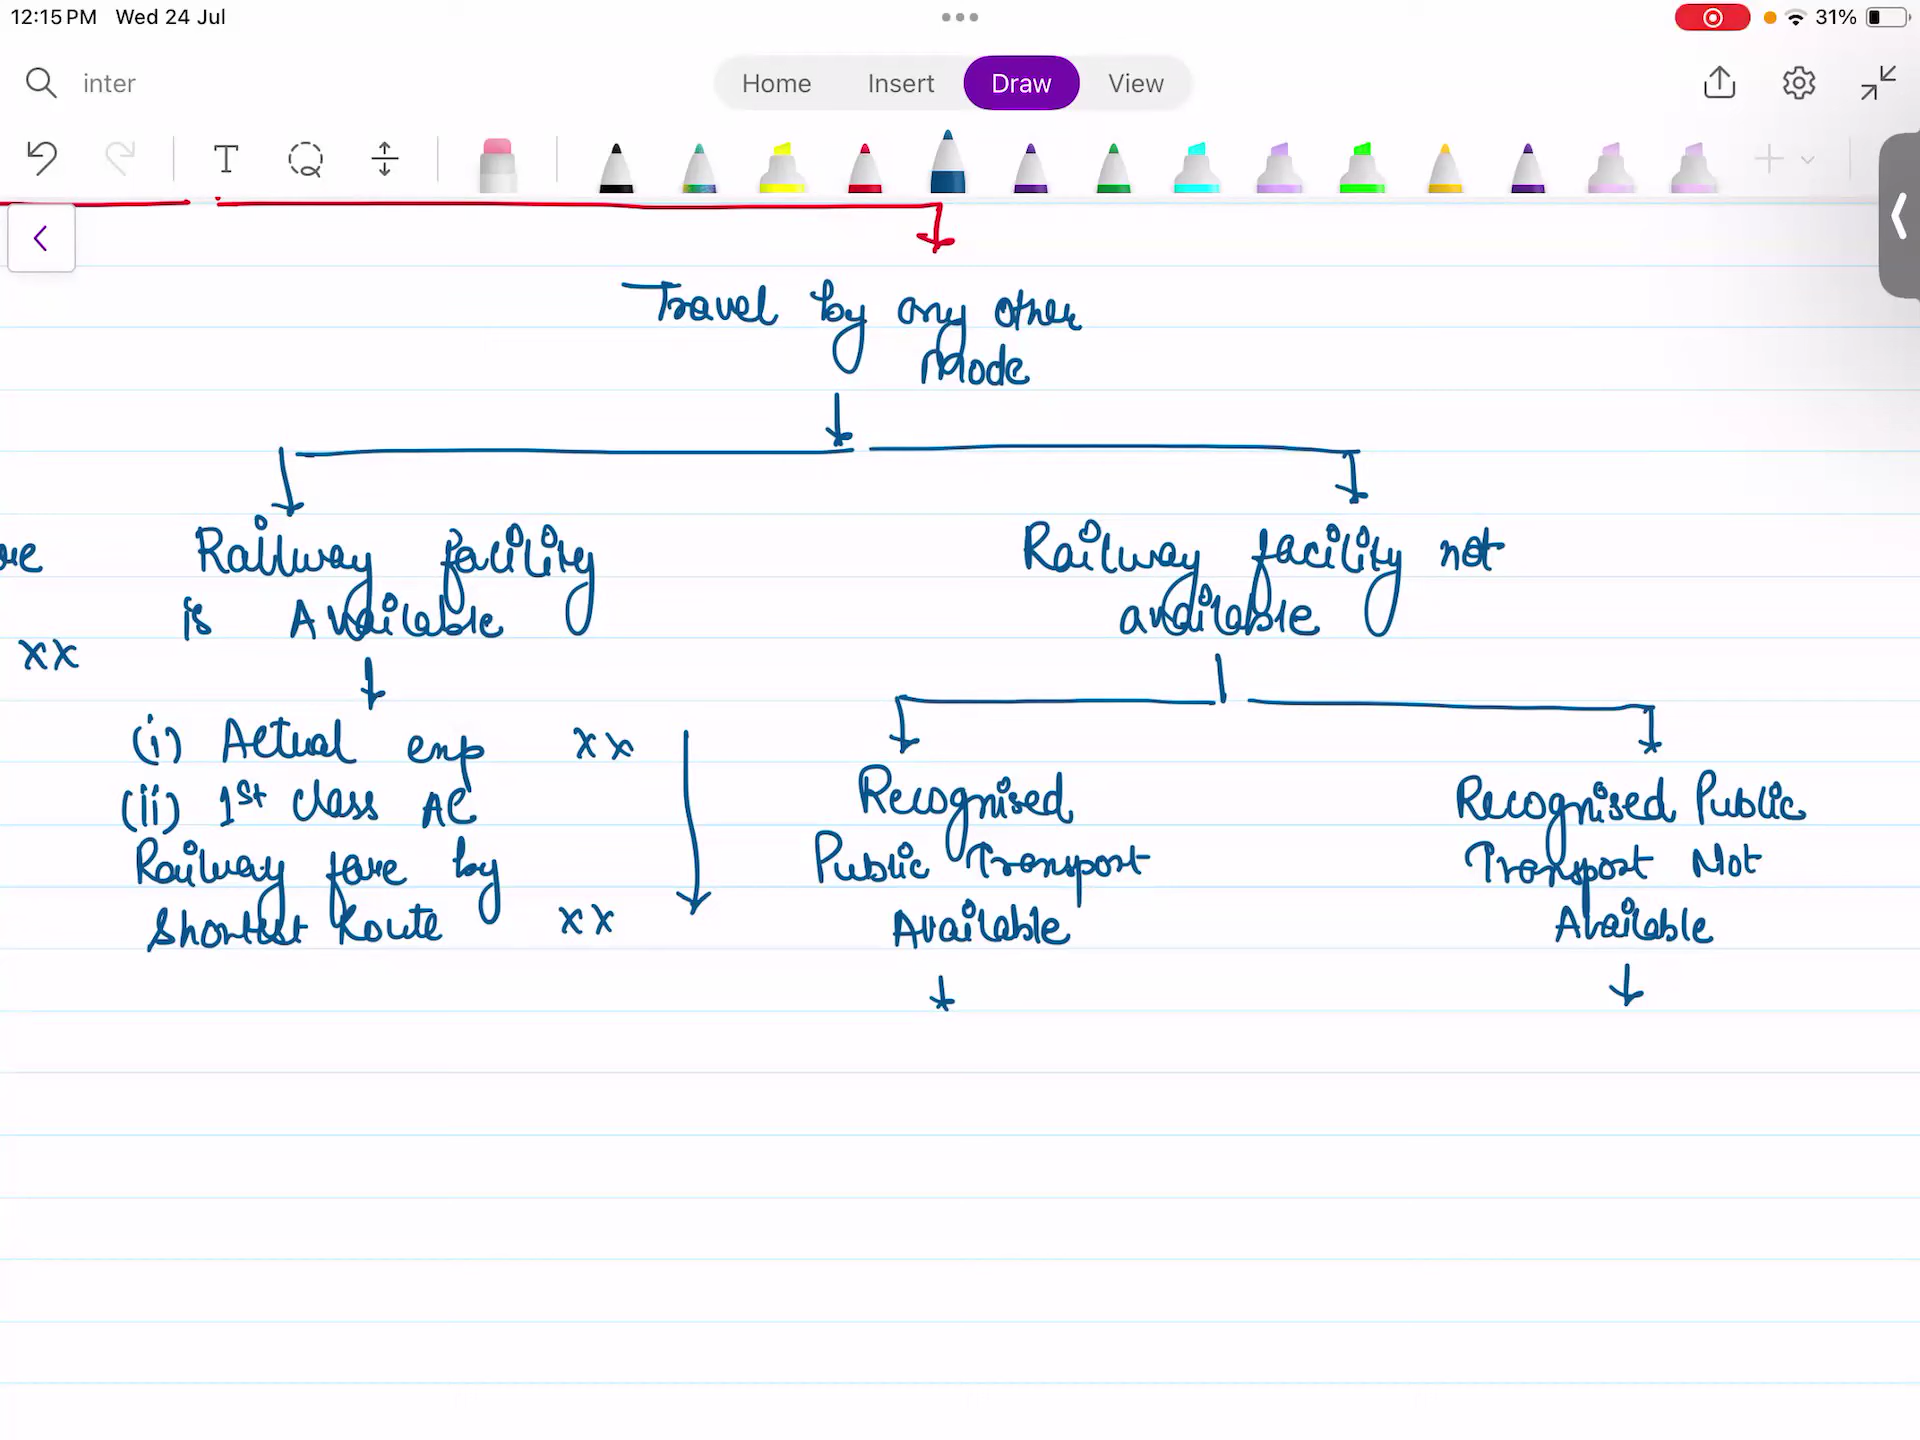 12:15 PM Wed 24 Jul
31%
inter
Home Insert Draw View
T
Travel by any other
Mode
Railway facility
is Available
Railway facility not
available
xx
(i) Actual exp xx
(ii) 1st class AC
Railway fare by
Shortest Route xx
Recognised
Public Transport
Available
Recognised Public
Transport Not
Available